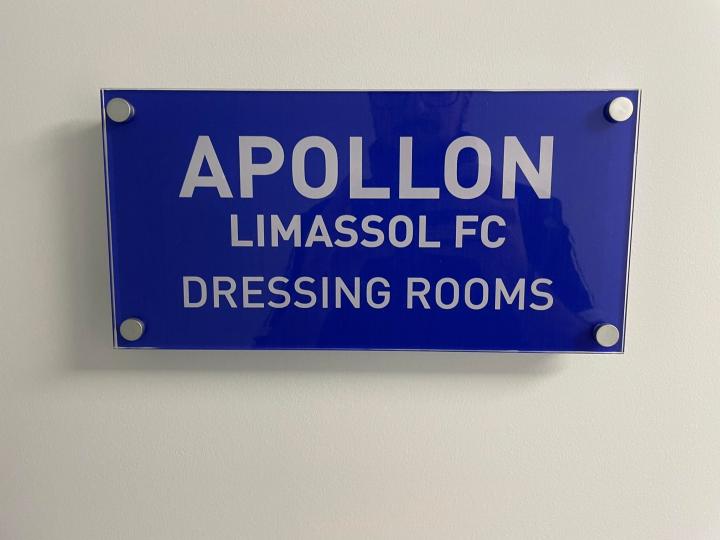 APOLLON
LIMASSOL FC
DRESSING ROOMS